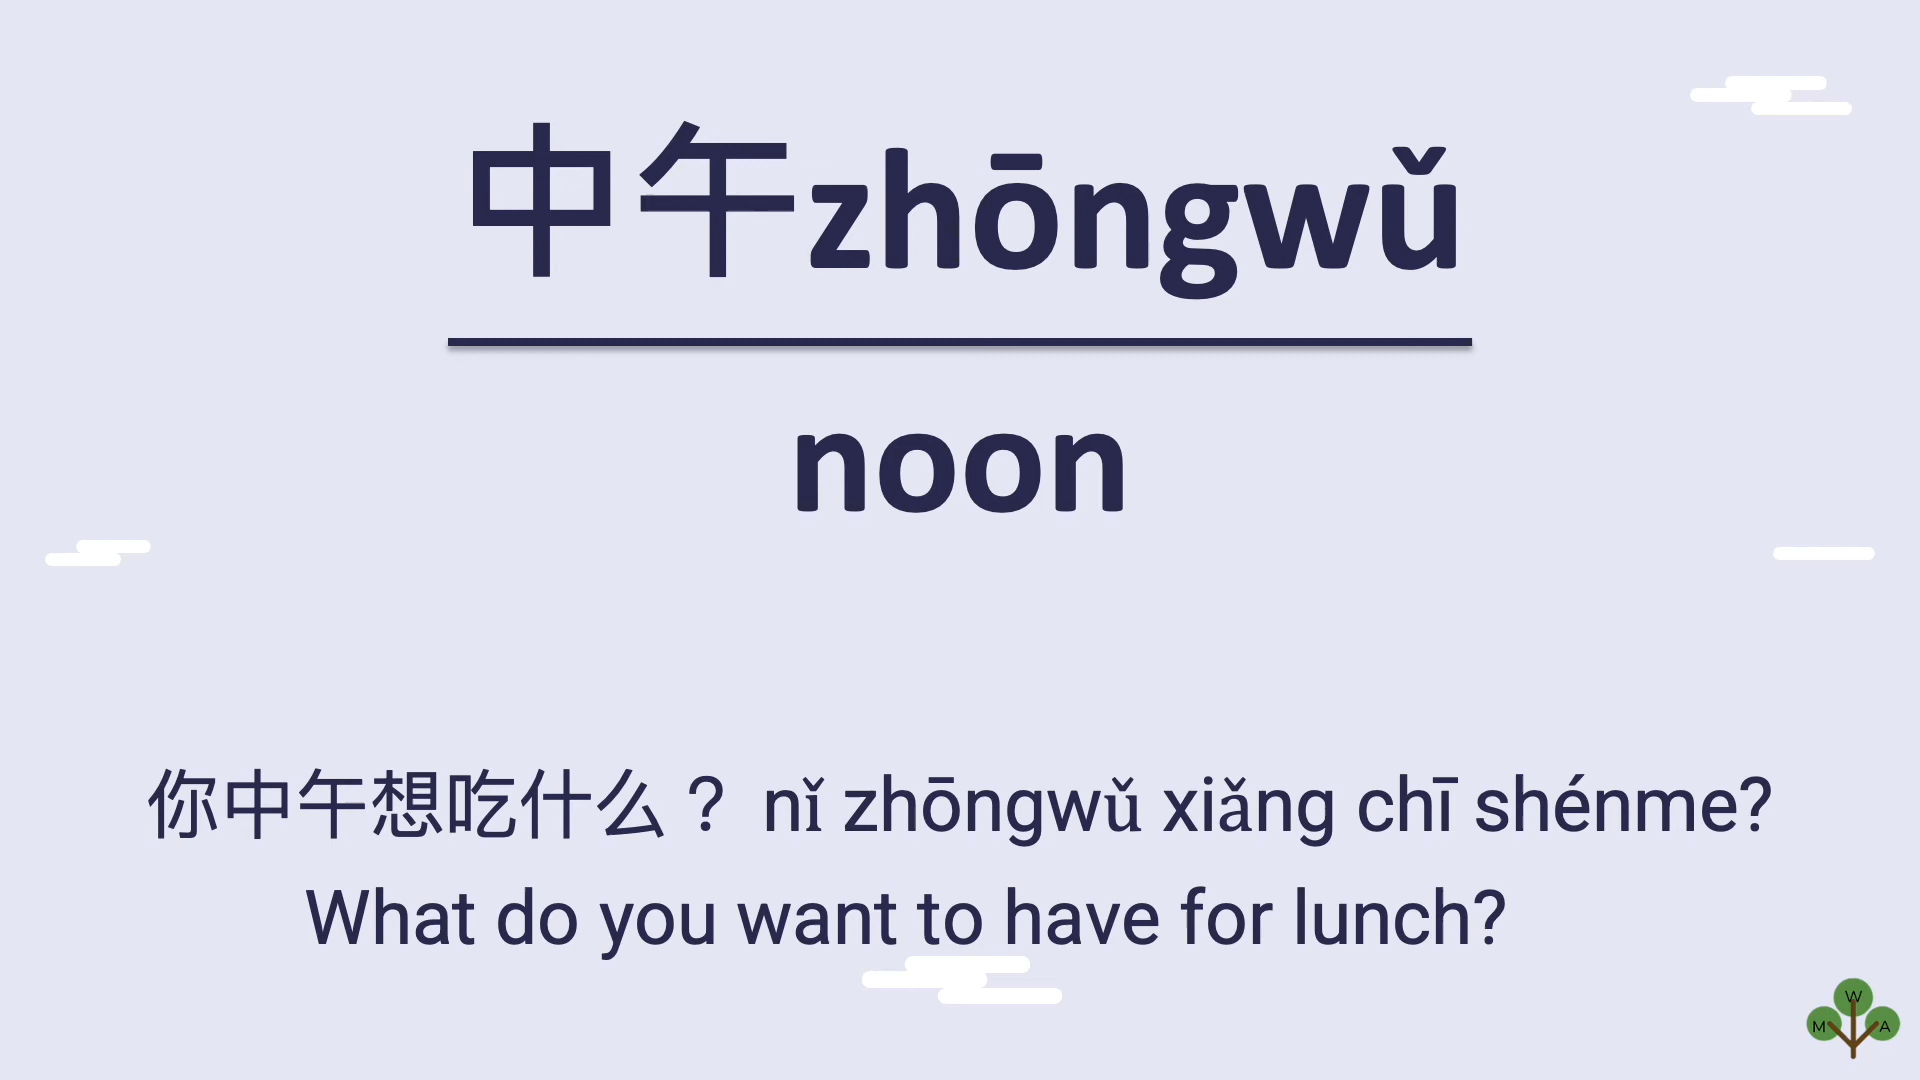 中午zhōngwǔ
noon
你中午想吃什么？ nǐ zhōngwǔ xiǎng chī shénme?
What do you want to have for lunch?
W
M A